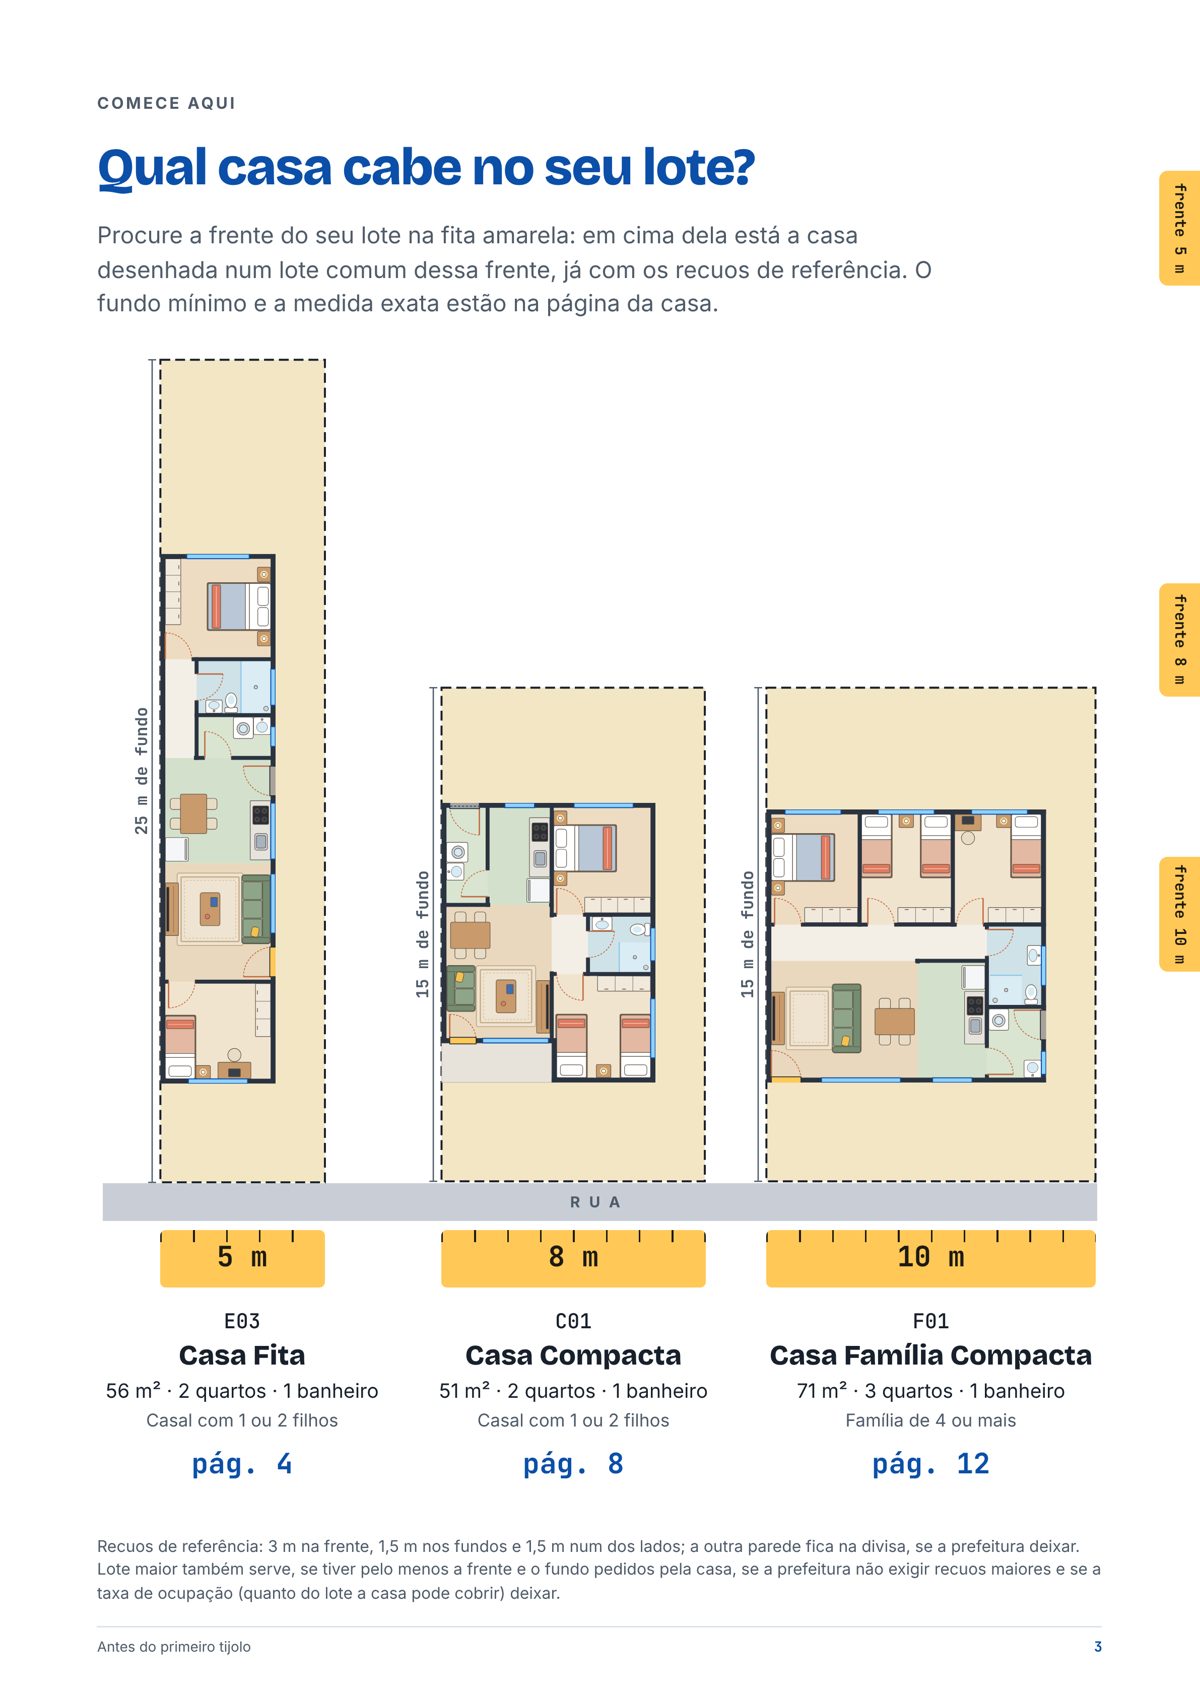 COMECE AQUI
Qual casa cabe no seu lote?
Procure a frente do seu lote na fita amarela: em cima dela está a casa
desenhada num lote comum dessa frente, já com os recuos de referência. O
fundo mínimo e a medida exata estão na página da casa.
frente 5 m
frente 8 m
frente 10 m
25 m de fundo
15 m de fundo
15 m de fundo
RUA
5 m
8 m
10 m
E03
Casa Fita
56 m² · 2 quartos · 1 banheiro
Casal com 1 ou 2 filhos
pág. 4
C01
Casa Compacta
51 m² · 2 quartos · 1 banheiro
Casal com 1 ou 2 filhos
pág. 8
F01
Casa Família Compacta
71 m² · 3 quartos · 1 banheiro
Família de 4 ou mais
pág. 12
Recuos de referência: 3 m na frente, 1,5 m nos fundos e 1,5 m num dos lados; a outra parede fica na divisa, se a prefeitura deixar.
Lote maior também serve, se tiver pelo menos a frente e o fundo pedidos pela casa, se a prefeitura não exigir recuos maiores e se a
taxa de ocupação (quanto do lote a casa pode cobrir) deixar.
Antes do primeiro tijolo
3